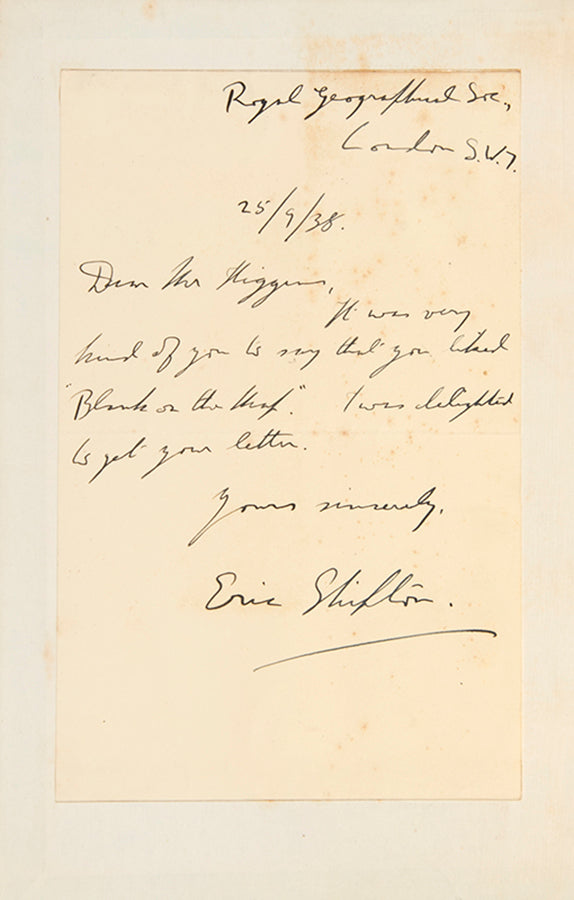 Royal Geographical Soc.,
London S.W.7.
25/9/38.
Dear Mr Higgins,
It was very
kind of you to say that you liked
"Blank on the Map". I was delighted
to get your letter.
Yours sincerely,
Eric Shipton.